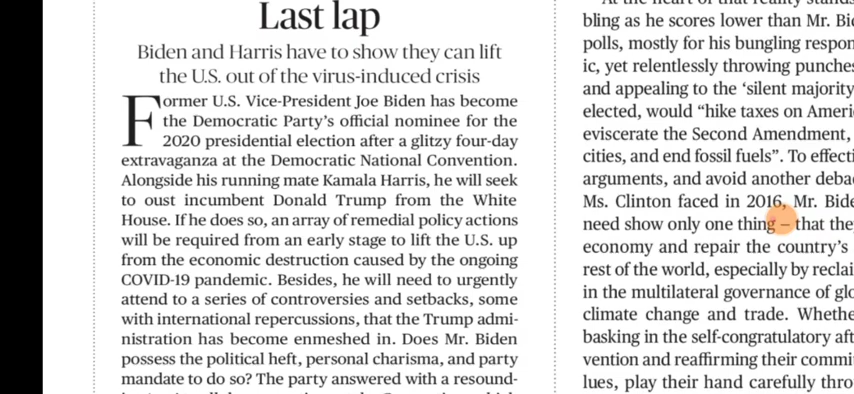 Last lap
Biden and Harris have to show they can lift
the U.S. out of the virus-induced crisis
Former U.S. Vice-President Joe Biden has become
the Democratic Party's official nominee for the
2020 presidential election after a glitzy four-day
extravaganza at the Democratic National Convention.
Alongside his running mate Kamala Harris, he will seek
to oust incumbent Donald Trump from the White
House. If he does so, an array of remedial policy actions
will be required from an early stage to lift the U.S. up
from the economic destruction caused by the ongoing
COVID-19 pandemic. Besides, he will need to urgently
attend to a series of controversies and setbacks, some
with international repercussions, that the Trump admi-
nistration has become enmeshed in. Does Mr. Biden
possess the political heft, personal charisma, and party
mandate to do so? The party answered with a resound-
bling as he scores lower than Mr. Bi
polls, mostly for his bungling respon
ic, yet relentlessly throwing punches
and appealing to the 'silent majority
elected, would "hike taxes on Ameri
eviscerate the Second Amendment,
cities, and end fossil fuels". To effecti
arguments, and avoid another deba
Ms. Clinton faced in 2016, Mr. Bide
need show only one thing – that the
economy and repair the country's
rest of the world, especially by reclai
in the multilateral governance of glo
climate change and trade. Whethe
basking in the self-congratulatory aft
vention and reaffirming their commi
lues, play their hand carefully thro